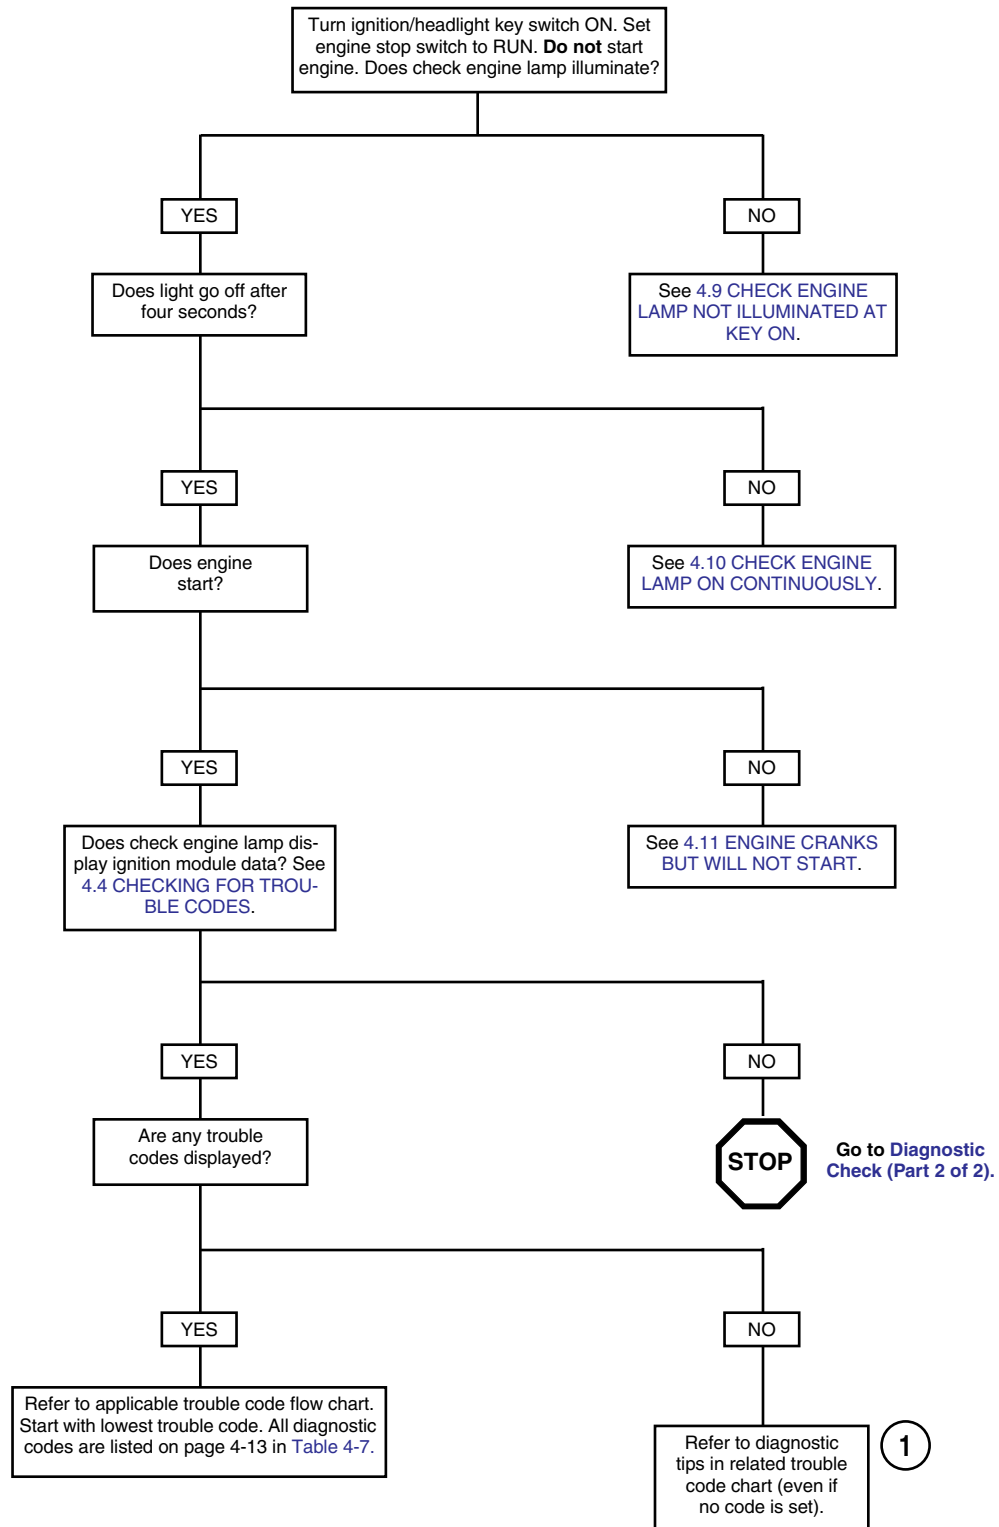 Turn ignition/headlight key switch ON. Set
engine stop switch to RUN. Do not start
engine. Does check engine lamp illuminate?
YES
NO
Does light go off after
four seconds?
See 4.9 CHECK ENGINE
LAMP NOT ILLUMINATED AT
KEY ON.
YES
NO
Does engine
start?
See 4.10 CHECK ENGINE
LAMP ON CONTINUOUSLY.
YES
NO
Does check engine lamp dis-
play ignition module data? See
4.4 CHECKING FOR TROU-
BLE CODES.
See 4.11 ENGINE CRANKS
BUT WILL NOT START.
YES
NO
Are any trouble
codes displayed?
STOP
Go to Diagnostic
Check (Part 2 of 2).
YES
NO
Refer to applicable trouble code flow chart.
Start with lowest trouble code. All diagnostic
codes are listed on page 4-13 in Table 4-7.
Refer to diagnostic
tips in related trouble
code chart (even if
no code is set).
1